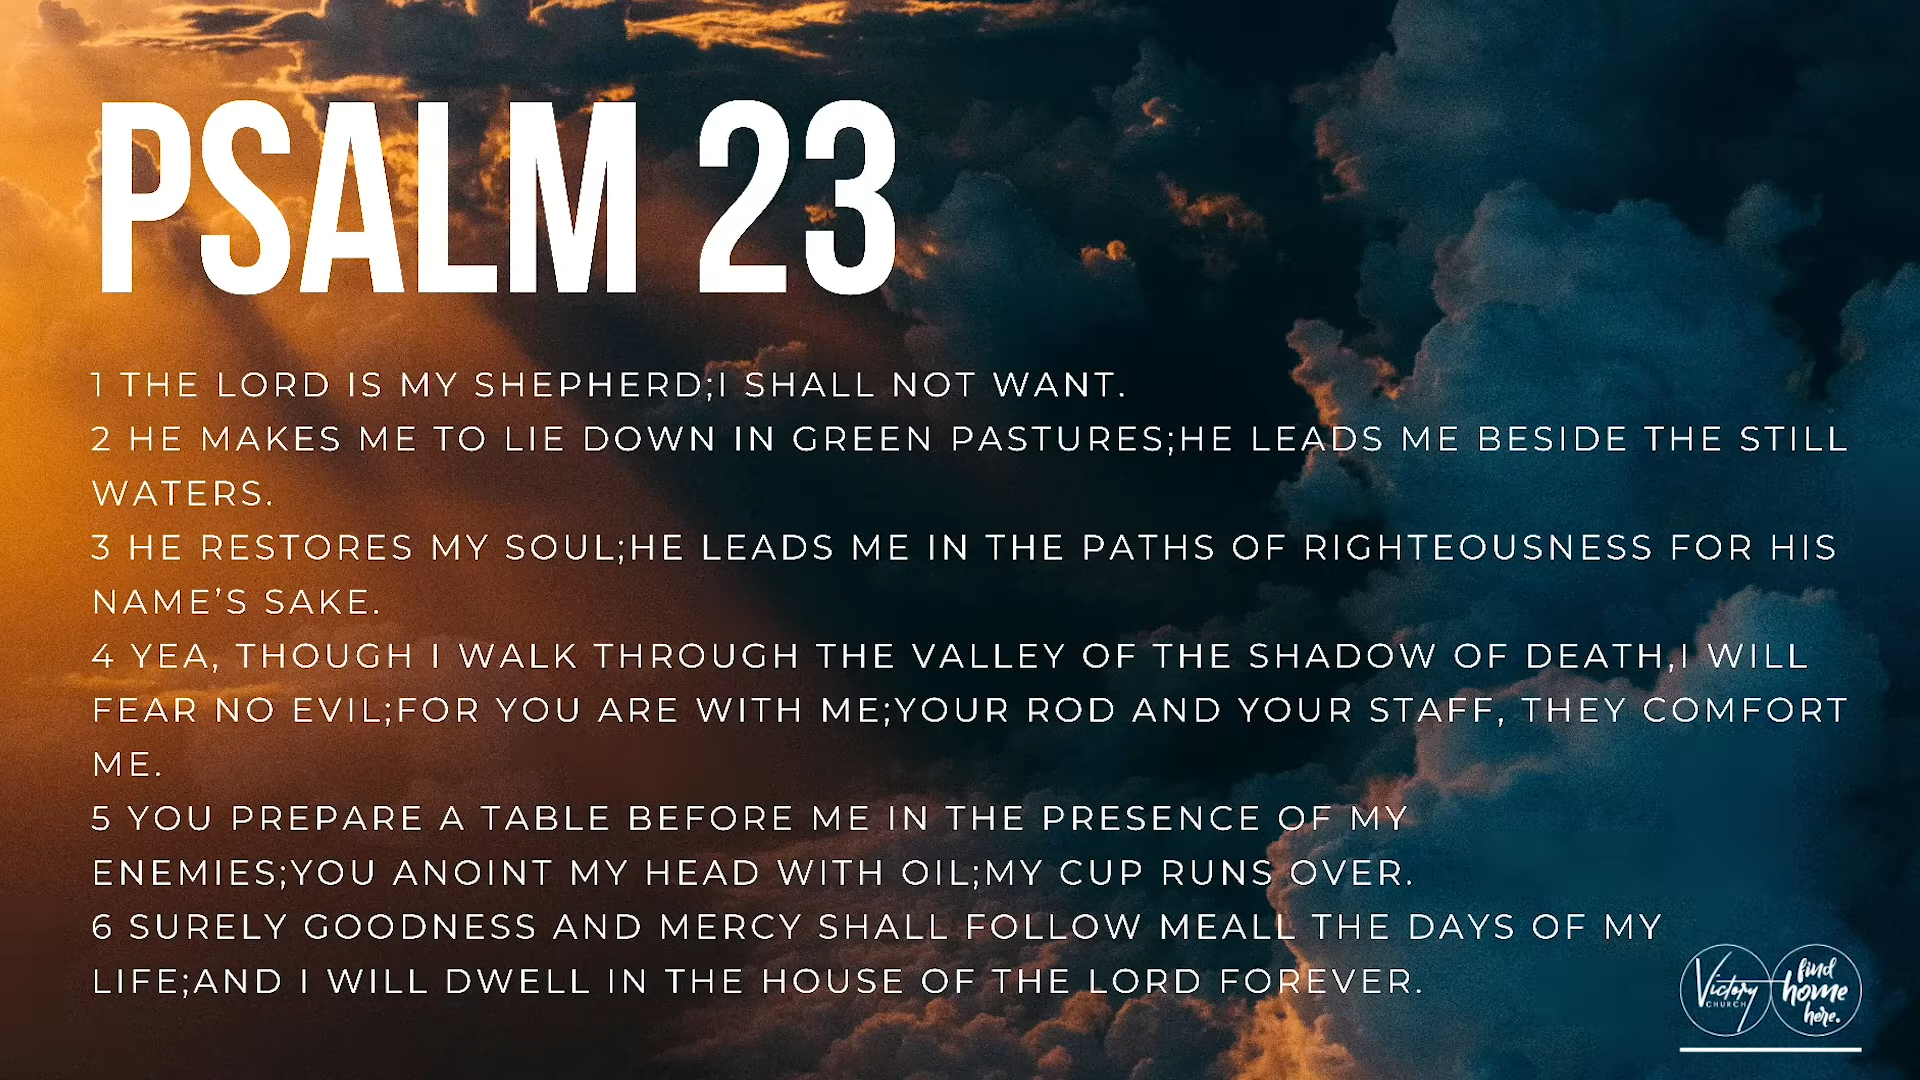 PSALM 23
1 THE LORD IS MY SHEPHERD;I SHALL NOT WANT.
2 HE MAKES ME TO LIE DOWN IN GREEN PASTURES;HE LEADS ME BESIDE THE STILL
WATERS.
3 HE RESTORES MY SOUL;HE LEADS ME IN THE PATHS OF RIGHTEOUSNESS FOR HIS
NAME’S SAKE.
4 YEA, THOUGH I WALK THROUGH THE VALLEY OF THE SHADOW OF DEATH,I WILL
FEAR NO EVIL;FOR YOU ARE WITH ME;YOUR ROD AND YOUR STAFF, THEY COMFORT
ME.
5 YOU PREPARE A TABLE BEFORE ME IN THE PRESENCE OF MY
ENEMIES;YOU ANOINT MY HEAD WITH OIL;MY CUP RUNS OVER.
6 SURELY GOODNESS AND MERCY SHALL FOLLOW MEALL THE DAYS OF MY
LIFE;AND I WILL DWELL IN THE HOUSE OF THE LORD FOREVER.
Victory
CHURCH
find
home
here.